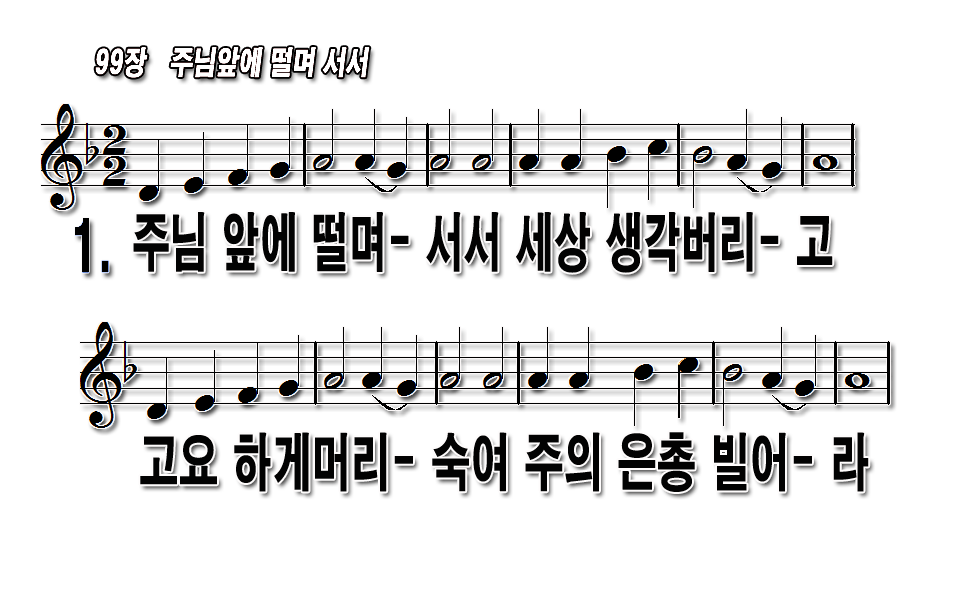 99장 주님앞에 떨며 서서
2
2
1. 주님 앞에 떨며- 서서 세상 생각버리- 고
고요 하게머리- 숙여 주의 은총 빌어- 라